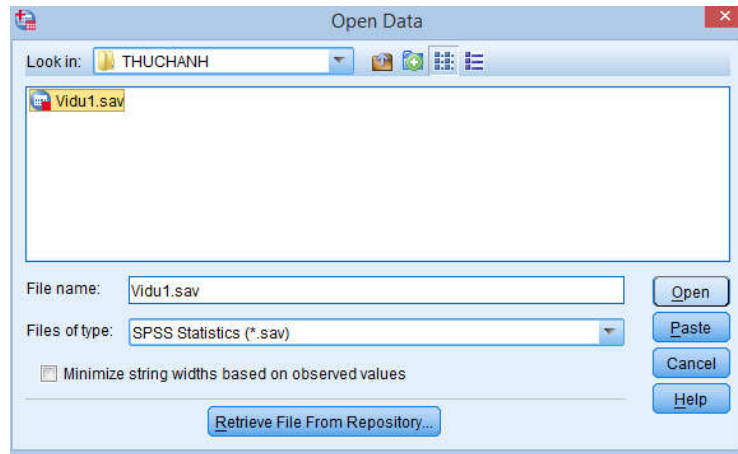 Open Data
Look in: THUCHANH
Vidu1.sav
File name: Vidu1.sav
Open
Files of type: SPSS Statistics (*.sav)
Paste
Minimize string widths based on observed values
Cancel
Help
Retrieve File From Repository...